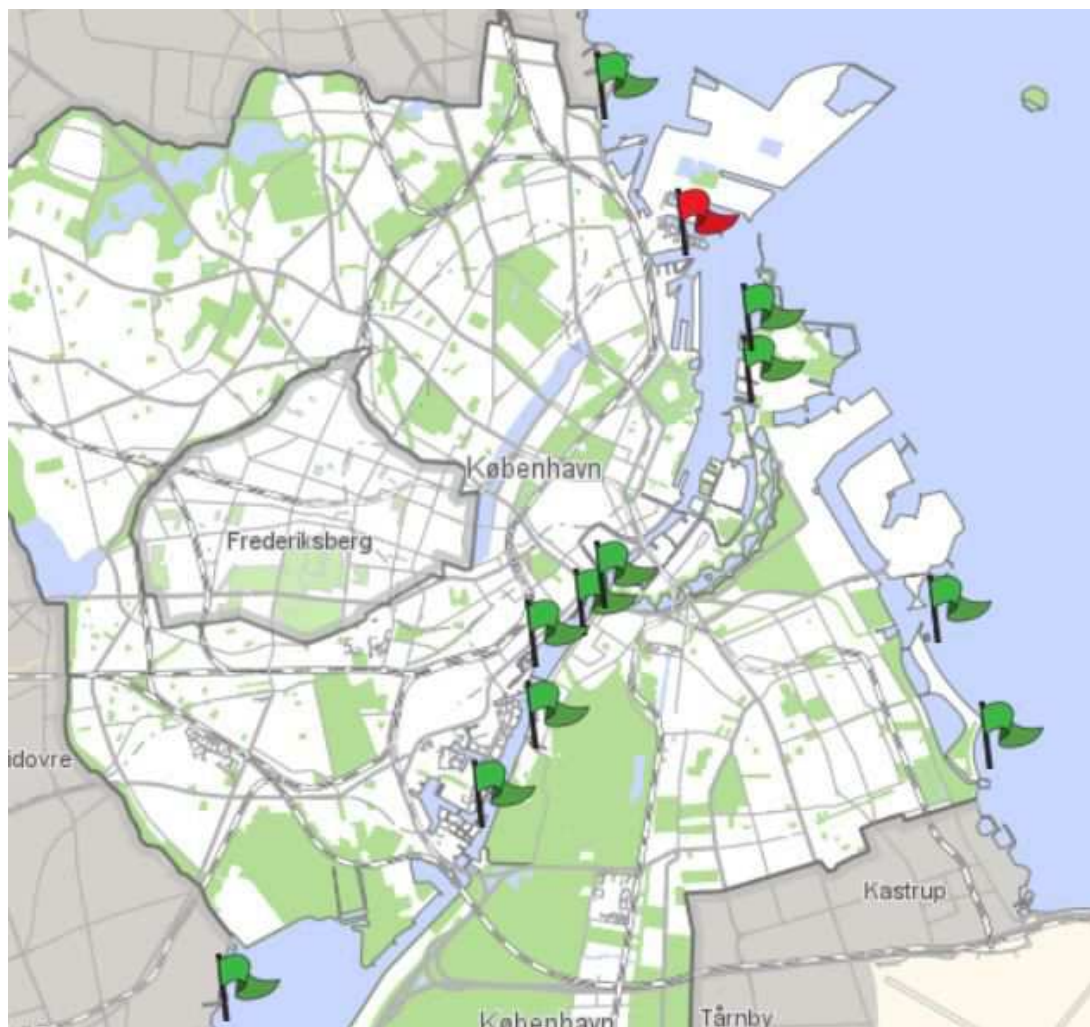 København
Frederiksberg
idovre
Kastrup
København
Tårnby